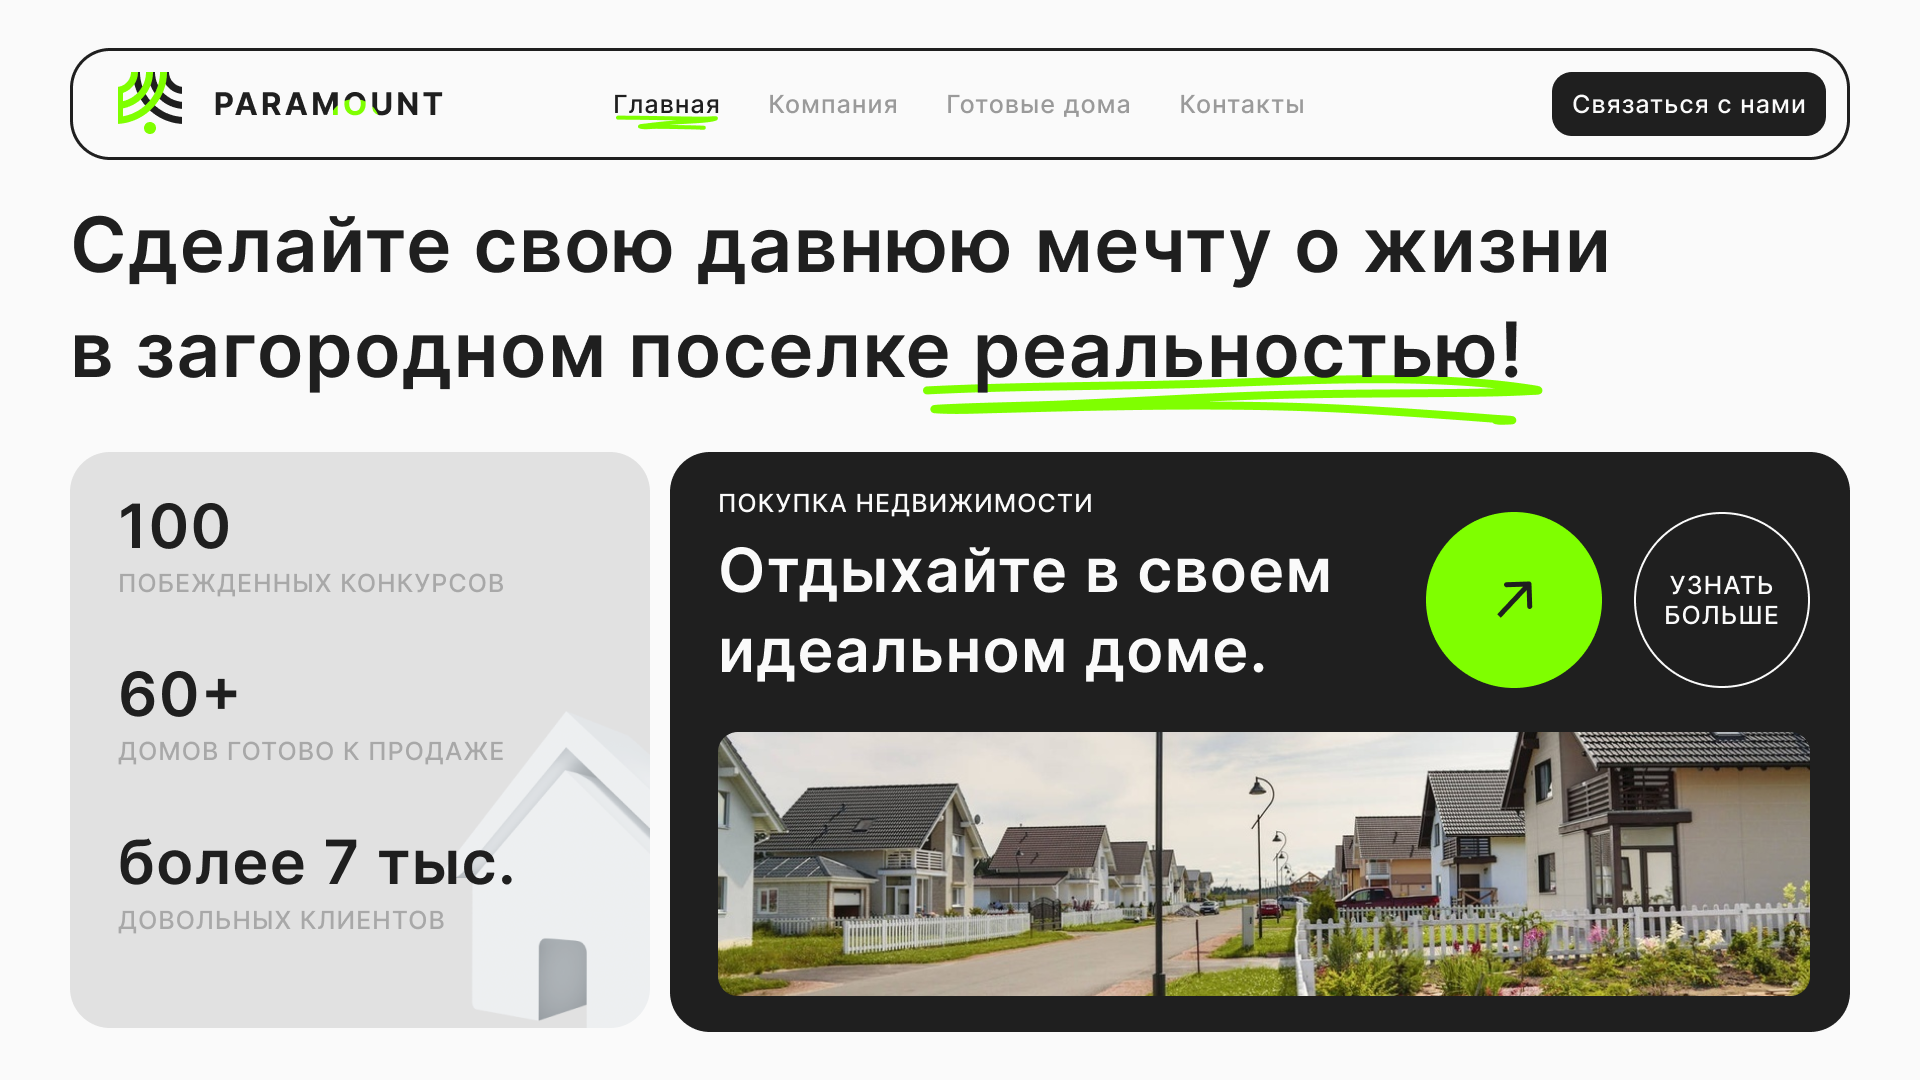 PARAMOUNT
Главная
Компания
Готовые дома
Контакты
Связаться с нами
Сделайте свою давнюю мечту о жизни
в загородном поселке реальностью!
100
ПОБЕЖДЕННЫХ КОНКУРСОВ
60+
ДОМОВ ГОТОВО К ПРОДАЖЕ
более 7 тыс.
ДОВОЛЬНЫХ КЛИЕНТОВ
ПОКУПКА НЕДВИЖИМОСТИ
Отдыхайте в своем
идеальном доме.
УЗНАТЬ
БОЛЬШЕ